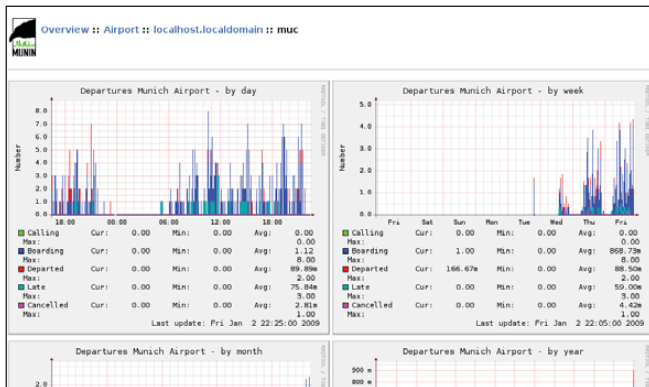 Overview :: Airport :: localhost.localdomain :: muc
MUNIN
Departures Munich Airport - by day
8.0
7.0
6.0
5.0
4.0
3.0
2.0
1.0
0.0
Number
18:00 00:00 06:00 12:00 18:00
Calling Cur: 0.00 Min: 0.00 Avg: 0.00
Max: 0.00
Boarding Cur: 0.00 Min: 0.00 Avg: 1.12
Max: 8.00
Departed Cur: 0.00 Min: 0.00 Avg: 89.89m
Max: 2.00
Late Cur: 0.00 Min: 0.00 Avg: 75.84m
Max: 3.00
Cancelled Cur: 0.00 Min: 0.00 Avg: 2.81m
Max: 1.00
Last update: Fri Jan 2 22:25:00 2009
Departures Munich Airport - by week
5.0
4.0
3.0
2.0
1.0
0.0
Number
Fri Sat Sun Mon Tue Wed Thu Fri
Calling Cur: 0.00 Min: 0.00 Avg: 0.00
Max: 0.00
Boarding Cur: 1.00 Min: 0.00 Avg: 868.73m
Max: 8.00
Departed Cur: 166.67m Min: 0.00 Avg: 88.50m
Max: 2.00
Late Cur: 0.00 Min: 0.00 Avg: 59.00m
Max: 3.00
Cancelled Cur: 0.00 Min: 0.00 Avg: 4.42m
Max: 1.00
Last update: Fri Jan 2 22:05:00 2009
Departures Munich Airport - by month
2.0
Departures Munich Airport - by year
900 m
800 m